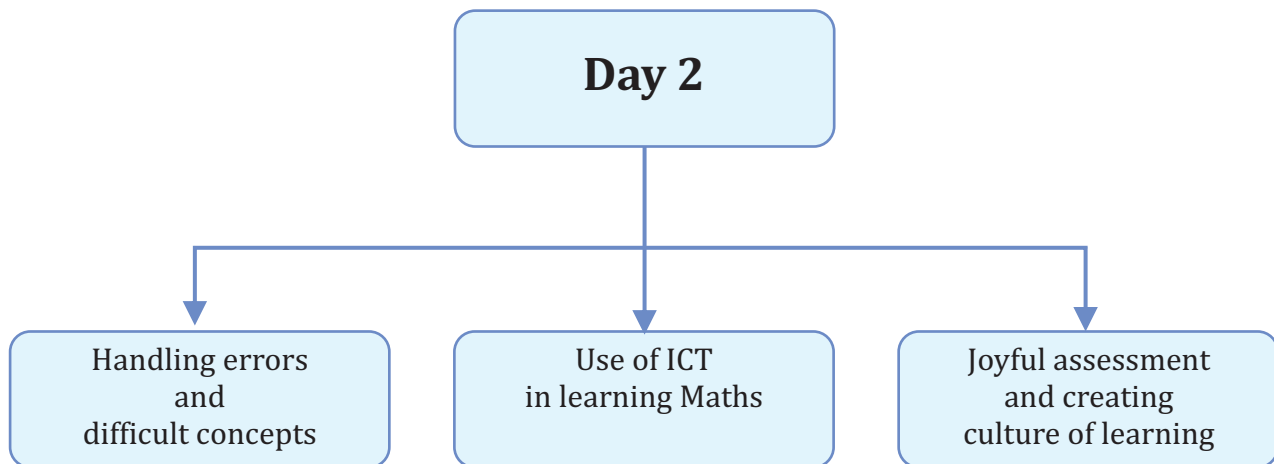 Day 2
Handling errors
and
difficult concepts
Use of ICT
in learning Maths
Joyful assessment
and creating
culture of learning